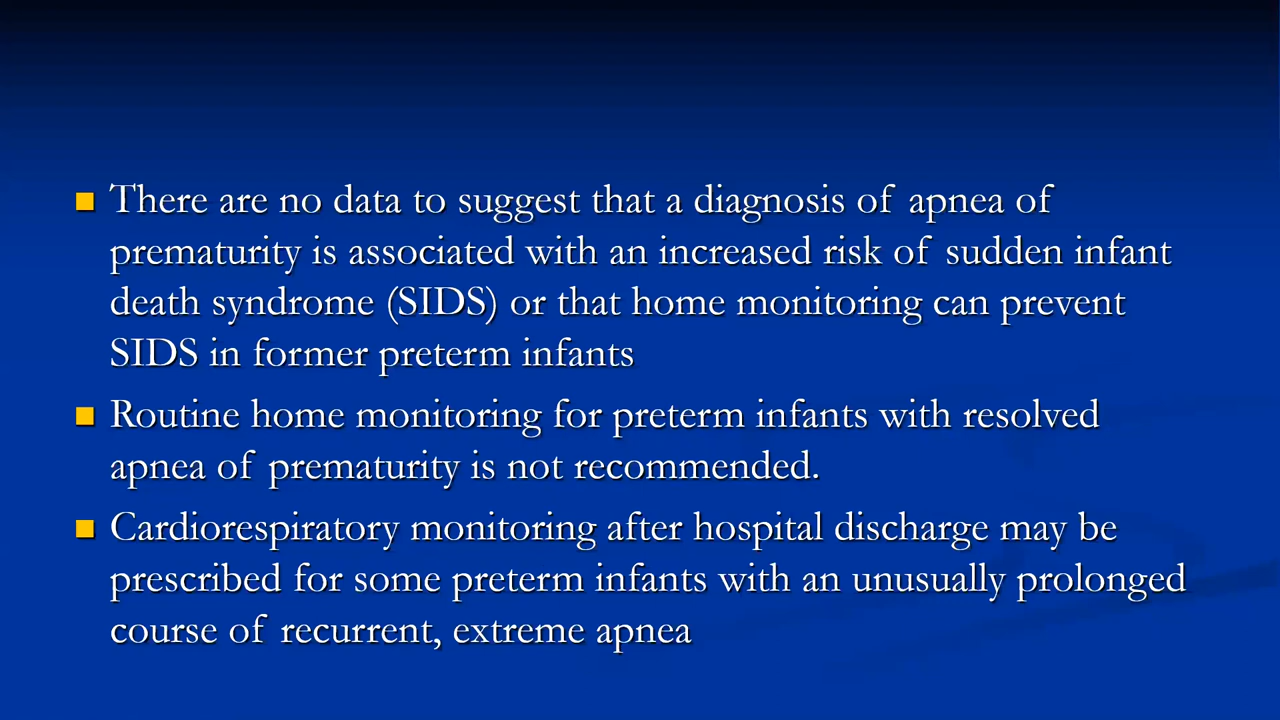 There are no data to suggest that a diagnosis of apnea of
prematurity is associated with an increased risk of sudden infant
death syndrome (SIDS) or that home monitoring can prevent
SIDS in former preterm infants
Routine home monitoring for preterm infants with resolved
apnea of prematurity is not recommended.
Cardiorespiratory monitoring after hospital discharge may be
prescribed for some preterm infants with an unusually prolonged
course of recurrent, extreme apnea